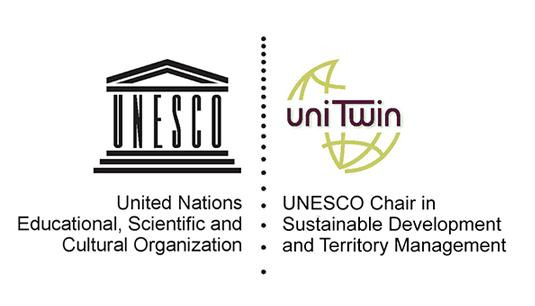 UNESCO
United Nations
Educational, Scientific and
Cultural Organization
uniTwin
UNESCO Chair in
Sustainable Development
and Territory Management